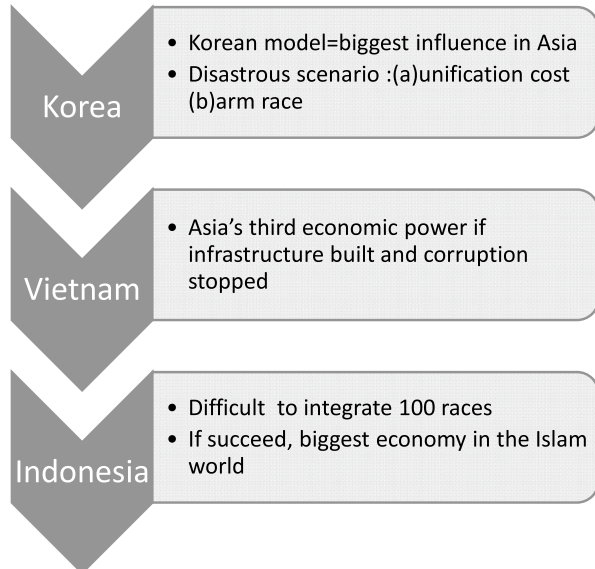 Korea
• Korean model=biggest influence in Asia
• Disastrous scenario :(a)unification cost
(b)arm race
Vietnam
• Asia’s third economic power if
infrastructure built and corruption
stopped
Indonesia
• Difficult  to integrate 100 races
• If succeed, biggest economy in the Islam
world